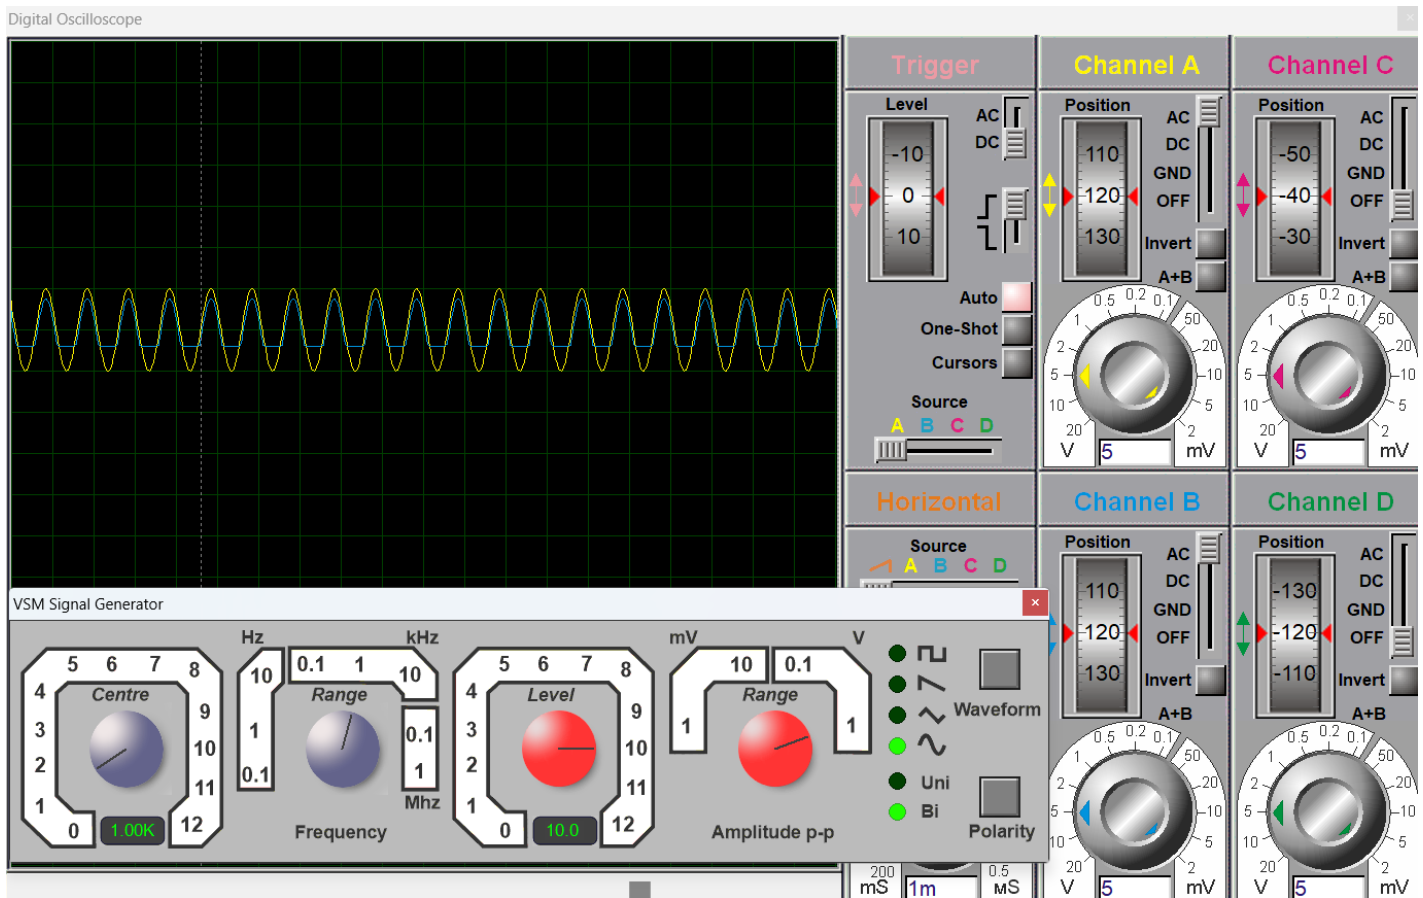 Digital Oscilloscope
Trigger
Level
AC
DC
-10
0
10
Auto
One-Shot
Cursors
Source
A B C D
Channel A
Position
AC
DC
GND
OFF
110
120
130
Invert
A+B
20 10 5 2 1 0.5 0.2 0.1 50 20 10 5 2
V 5 mV
Channel C
Position
AC
DC
GND
OFF
-50
-40
-30
Invert
A+B
20 10 5 2 1 0.5 0.2 0.1 50 20 10 5 2
V 5 mV
Horizontal
Source
A B C D
200 0.5
mS 1m
Channel B
Position
AC
DC
GND
OFF
110
120
130
Invert
A+B
20 10 5 2 1 0.5 0.2 0.1 50 20 10 5 2
V 5 mV
Channel D
Position
AC
DC
GND
OFF
-130
-120
-110
Invert
A+B
20 10 5 2 1 0.5 0.2 0.1 50 20 10 5 2
V 5 mV
VSM Signal Generator
0 1 2 3 4 5 6 7 8 9 10 11 12
Centre
1.00K
Hz kHz
0.1 1 10 0.1 1 10 0.1 1
Range
Mhz
Frequency
0 1 2 3 4 5 6 7 8 9 10 11 12
Level
10.0
mV V
1 10 0.1 1
Range
Amplitude p-p
Waveform
Uni
Bi
Polarity